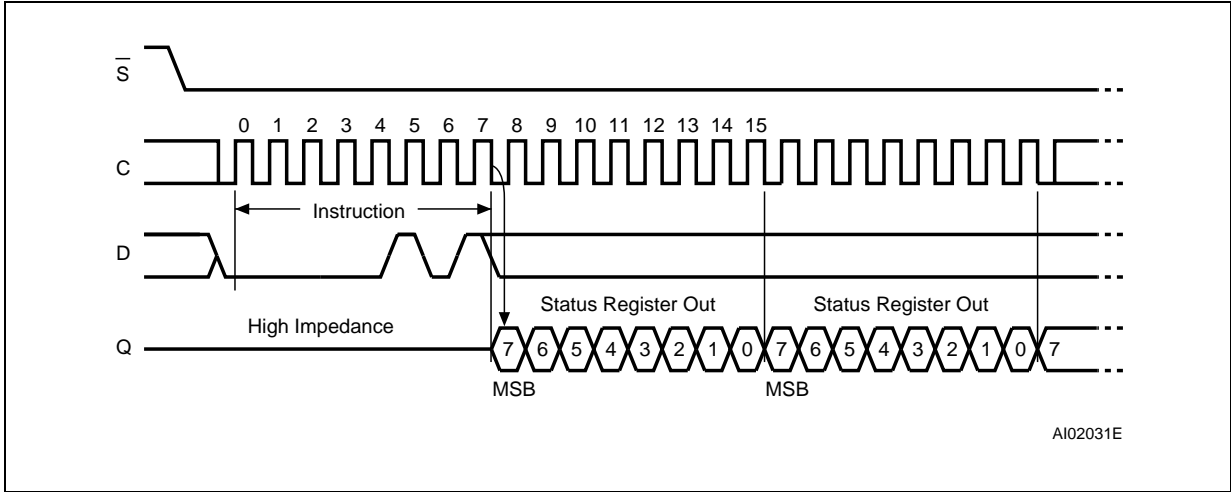 S
0 1 2 3 4 5 6 7 8 9 10 11 12 13 14 15
C
Instruction
D
Status Register Out Status Register Out
High Impedance
Q 7 6 5 4 3 2 1 0 7 6 5 4 3 2 1 0 7
MSB MSB
AI02031E